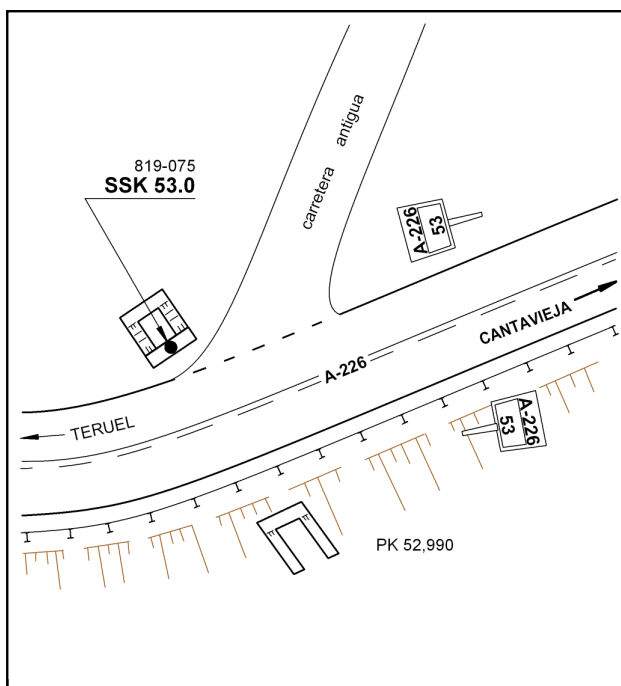 819-075
SSK 53.0
carretera antigua
A-226
53
CANTAVIEJA
A-226
TERUEL
A-226
53
PK 52,990